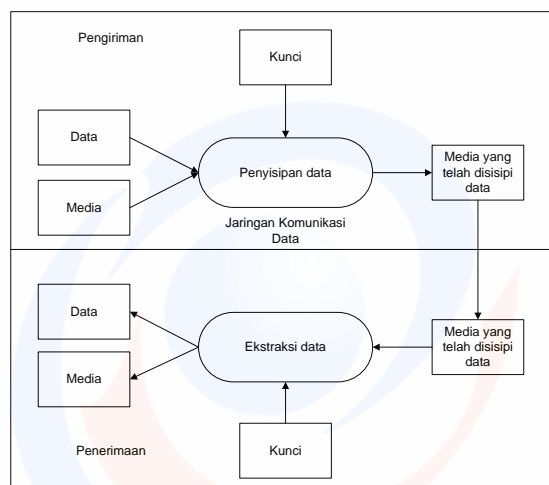 Pengiriman
Kunci
Data
Media
Penyisipan data
Media yang
telah disisipi
data
Jaringan Komunikasi
Data
Data
Media
Ekstraksi data
Media yang
telah disisipi
data
Penerimaan
Kunci